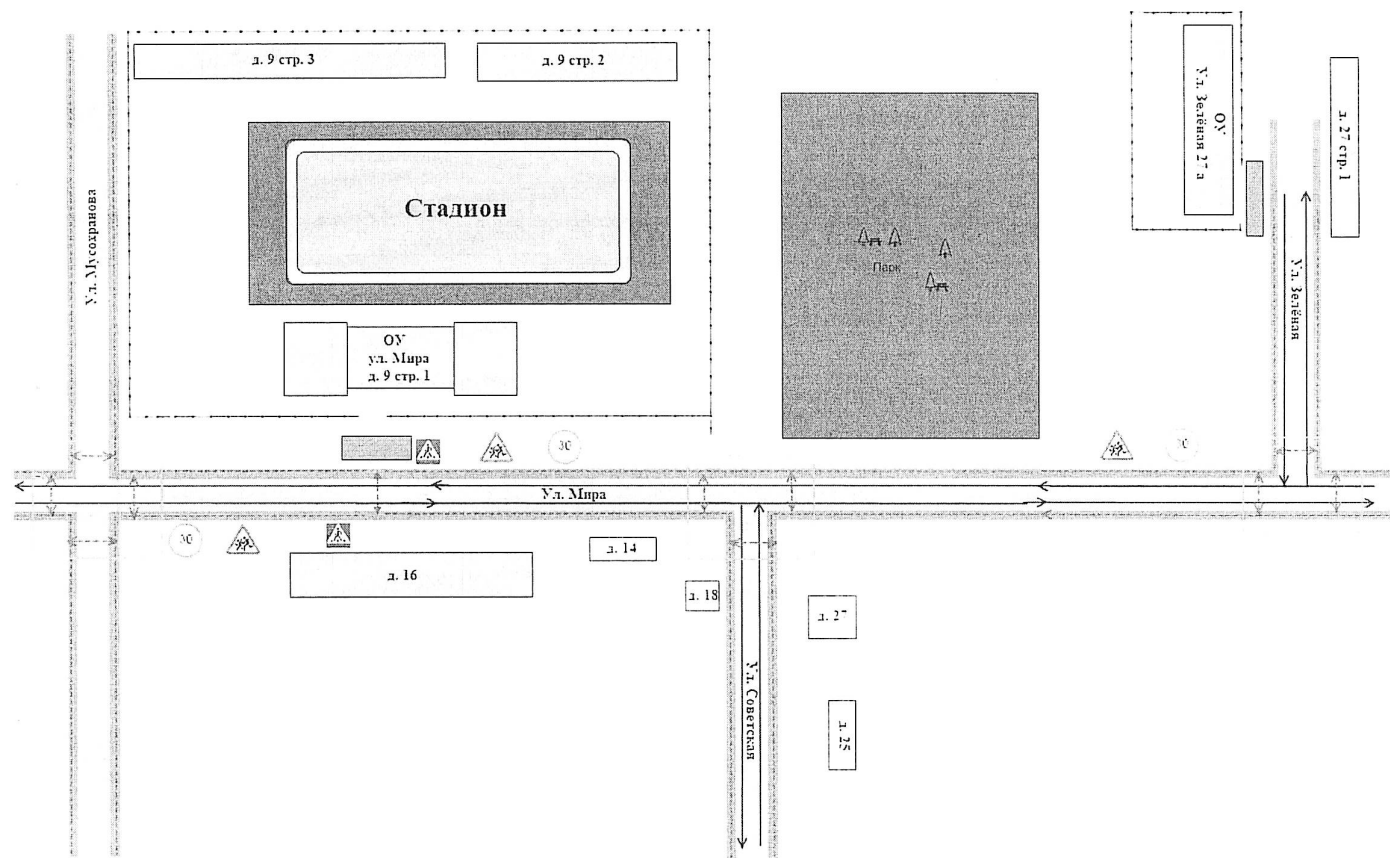 д. 9 стр. 3
д. 9 стр. 2
ОУ
Ул. Зелёная 27 а
д. 27 стр. 1
Ул. Мусохранова
Стадион
Парк
Ул. Зелёная
ОУ
ул. Мира
д. 9 стр. 1
30
30
Ул. Мира
30
д. 16
д. 14
д. 18
д. 27
Ул. Советская
д. 25